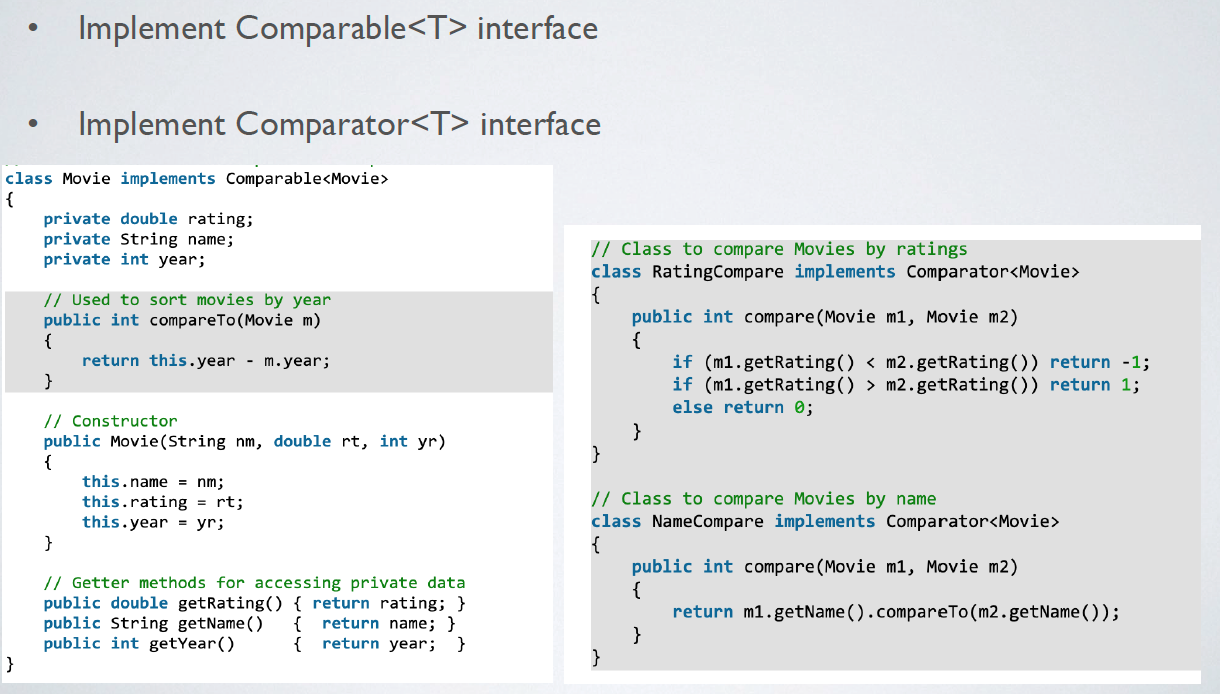 • Implement Comparable<T> interface
• Implement Comparator<T> interface
class Movie implements Comparable<Movie>
{
    private double rating;
    private String name;
    private int year;
    // Used to sort movies by year
    public int compareTo(Movie m)
    {
        return this.year - m.year;
    }
    // Constructor
    public Movie(String nm, double rt, int yr)
    {
        this.name = nm;
        this.rating = rt;
        this.year = yr;
    }
    // Getter methods for accessing private data
    public double getRating() { return rating; }
    public String getName()   {  return name; }
    public int getYear()      {  return year;  }
}
// Class to compare Movies by ratings
class RatingCompare implements Comparator<Movie>
{
    public int compare(Movie m1, Movie m2)
    {
        if (m1.getRating() < m2.getRating()) return -1;
        if (m1.getRating() > m2.getRating()) return 1;
        else return 0;
    }
}
// Class to compare Movies by name
class NameCompare implements Comparator<Movie>
{
    public int compare(Movie m1, Movie m2)
    {
        return m1.getName().compareTo(m2.getName());
    }
}